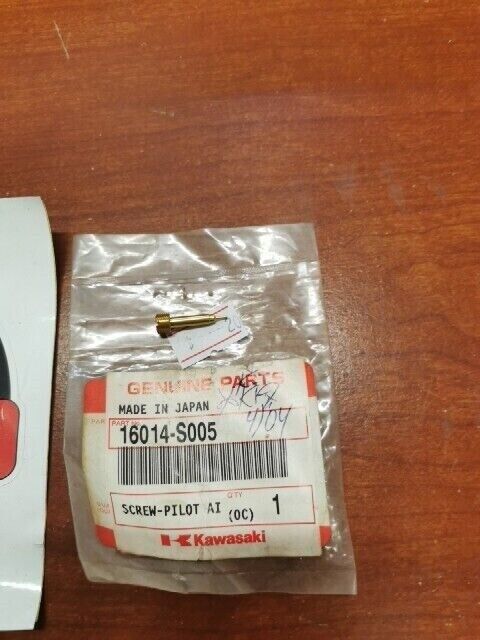 GENUINE PARTS
MADE IN JAPAN
PART No.
16014-S005
SCREW-PILOT AI
(OC)
QTY
1
Kawasaki